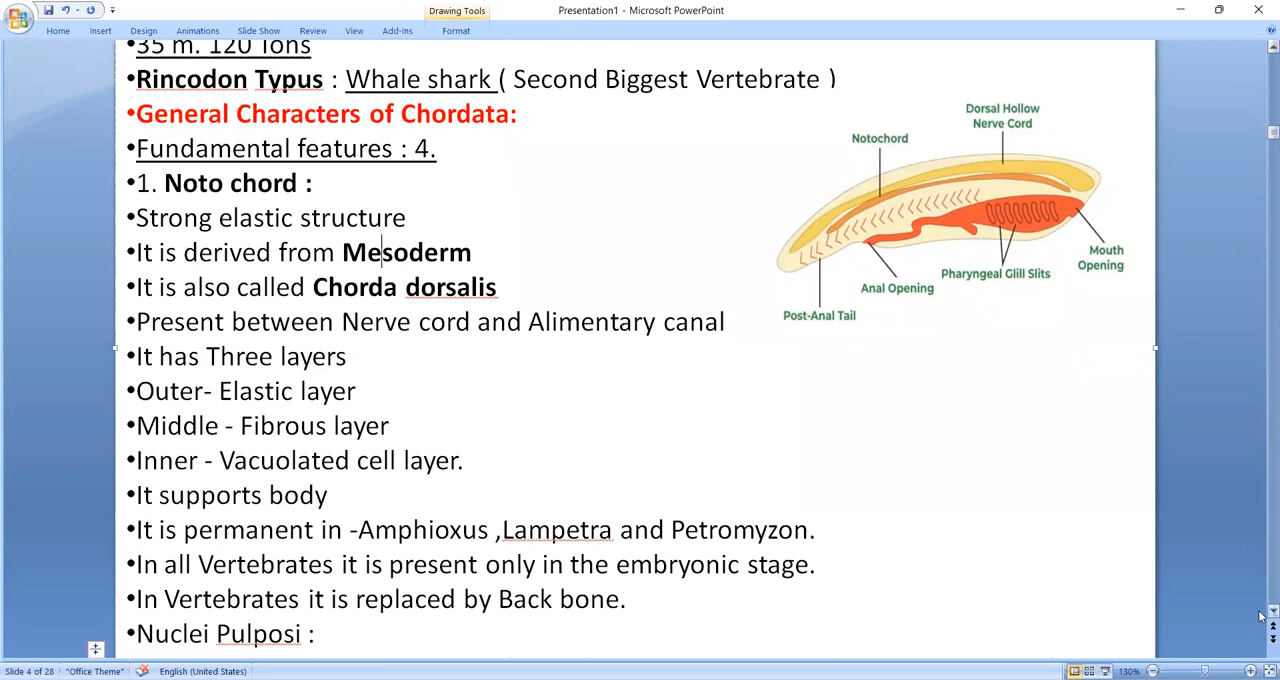 Drawing Tools
Presentation1 - Microsoft PowerPoint
Home Insert Design Animations Slide Show Review View Add-Ins Format
•35 m. 120 Tons
•Rincodon Typus : Whale shark ( Second Biggest Vertebrate )
•General Characters of Chordata:
•Fundamental features : 4.
•1. Noto chord :
•Strong elastic structure
•It is derived from Mesoderm
•It is also called Chorda dorsalis
•Present between Nerve cord and Alimentary canal
•It has Three layers
•Outer- Elastic layer
•Middle - Fibrous layer
•Inner - Vacuolated cell layer.
•It supports body
•It is permanent in -Amphioxus ,Lampetra and Petromyzon.
•In all Vertebrates it is present only in the embryonic stage.
•In Vertebrates it is replaced by Back bone.
•Nuclei Pulposi :
Dorsal Hollow
Nerve Cord
Notochord
Mouth
Opening
Pharyngeal Glill Slits
Anal Opening
Post-Anal Tail
Slide 4 of 28 "Office Theme" English (United States) 130%